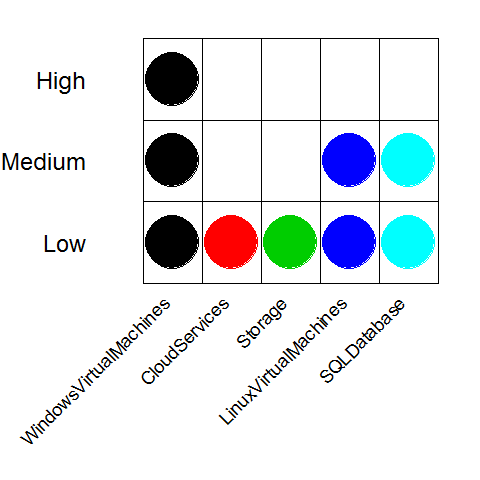 High
Medium
Low
WindowsVirtualMachines
CloudServices
Storage
LinuxVirtualMachines
SQLDatabase